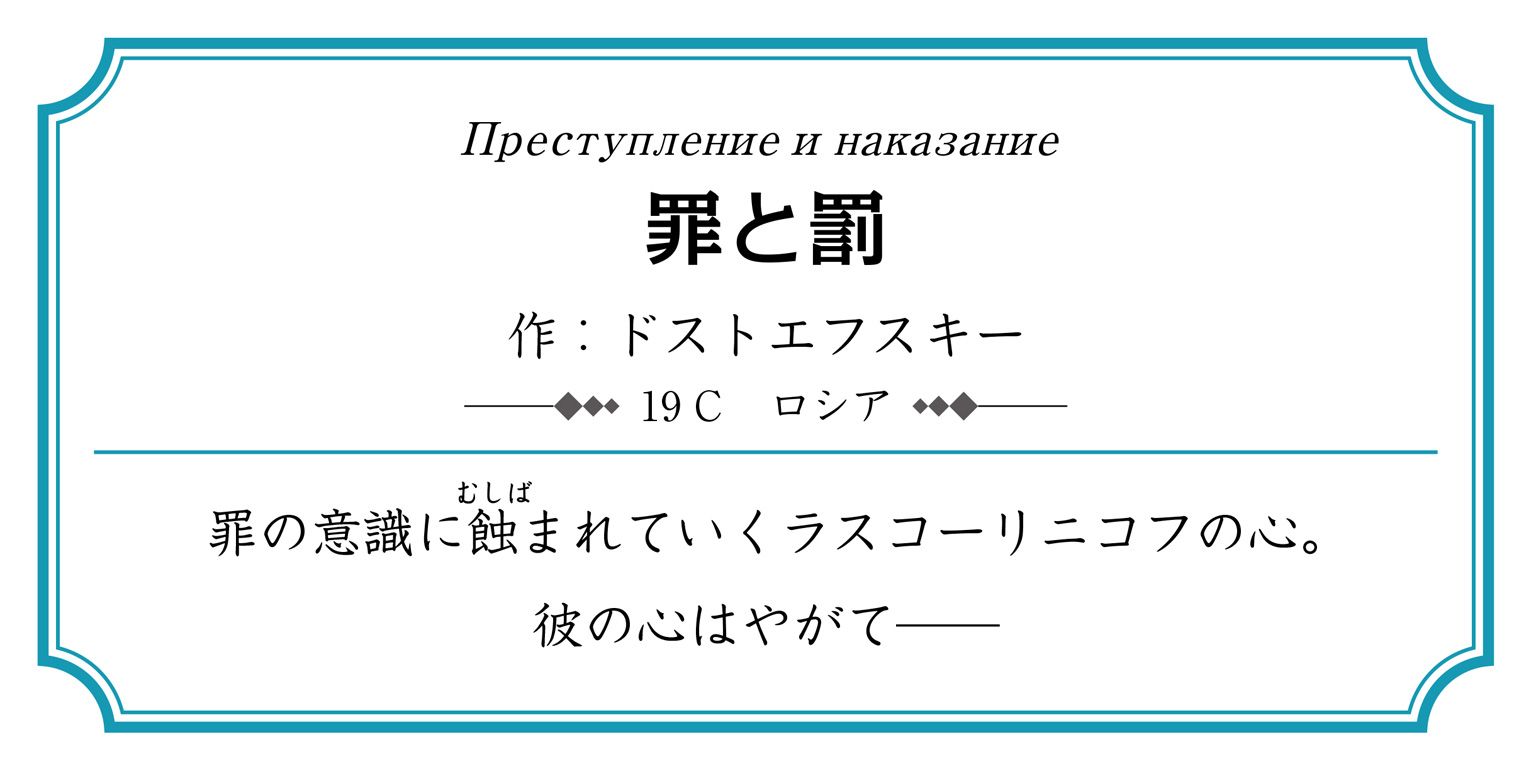 Преступление и наказание
罪と罰
作：ドストエフスキー
19 C　ロシア
むしば
罪の意識に蝕まれていくラスコーリニコフの心。
彼の心はやがて――